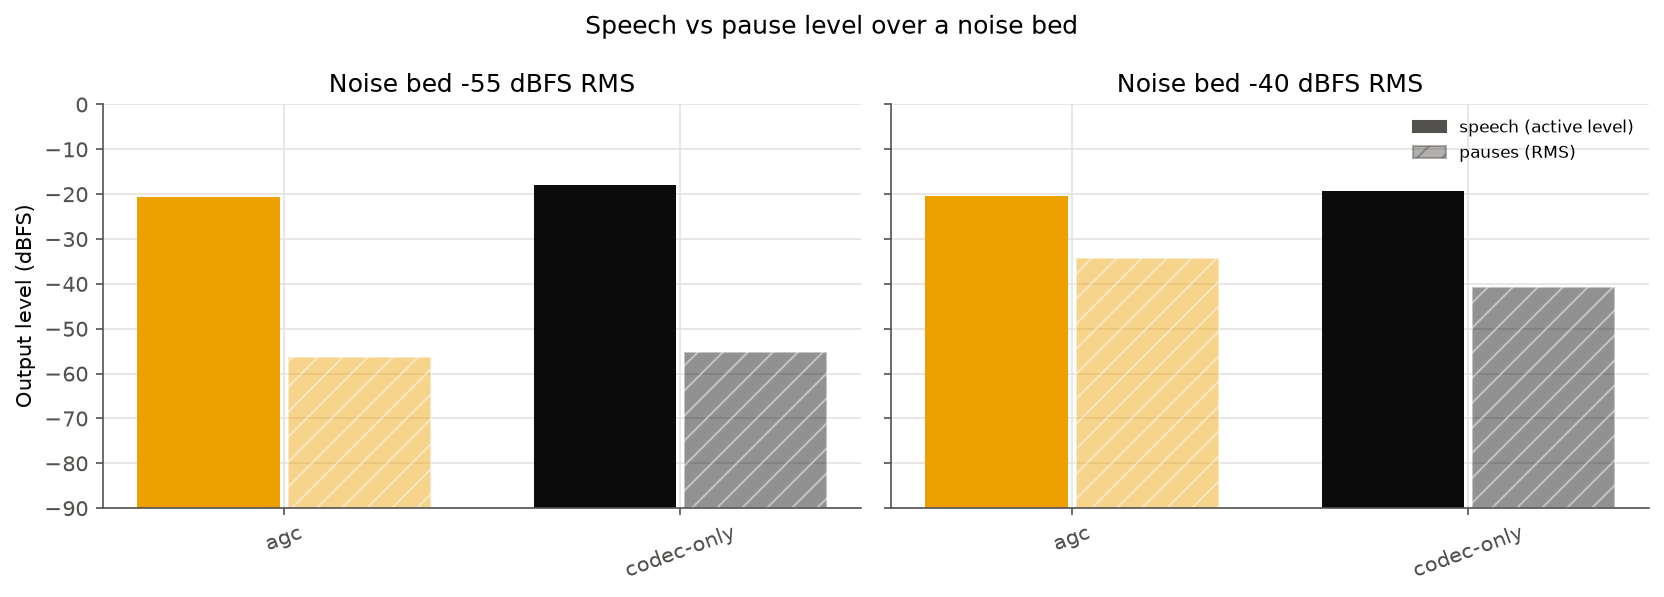 Speech vs pause level over a noise bed
Noise bed -55 dBFS RMS
Noise bed -40 dBFS RMS
Output level (dBFS)
0
−10
−20
−30
−40
−50
−60
−70
−80
−90
speech (active level)
pauses (RMS)
agc
codec-only
agc
codec-only